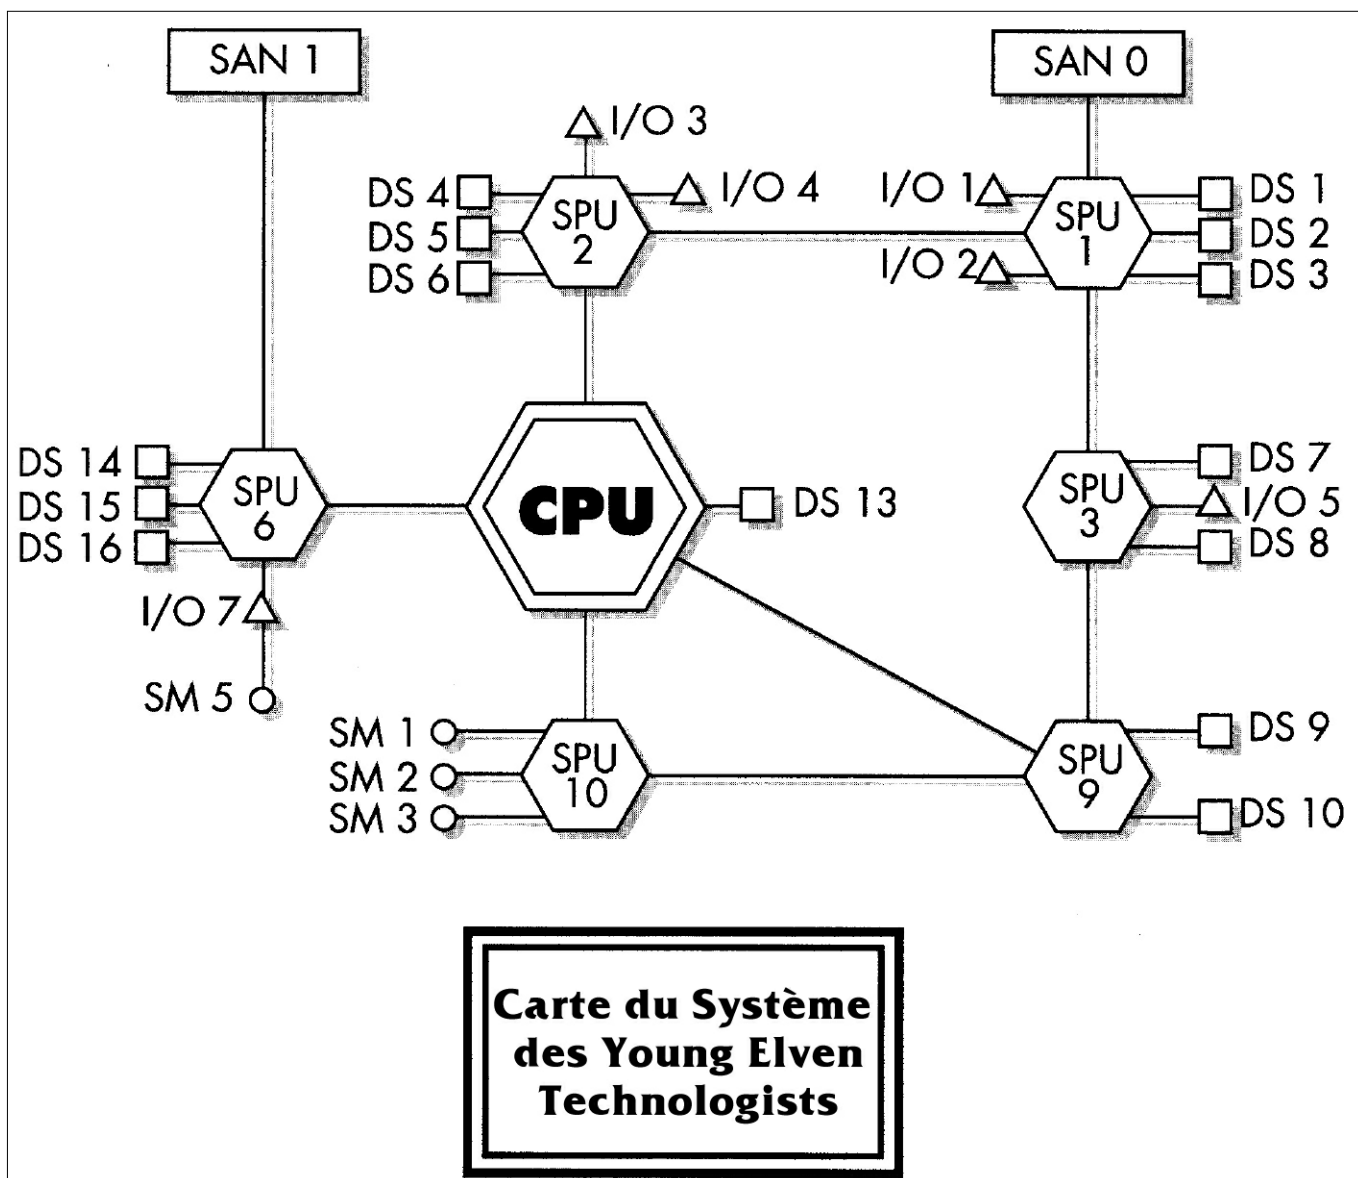 SAN 1
SAN 0
I/O 3
DS 4
I/O 4
I/O 1
DS 1
SPU
2
SPU
1
DS 5
DS 2
DS 6
I/O 2
DS 3
DS 14
DS 7
SPU
6
CPU
DS 13
SPU
3
DS 15
I/O 5
DS 16
DS 8
I/O 7
SM 5
SM 1
DS 9
SPU
10
SPU
9
SM 2
SM 3
DS 10
Carte du Système
des Young Elven
Technologists